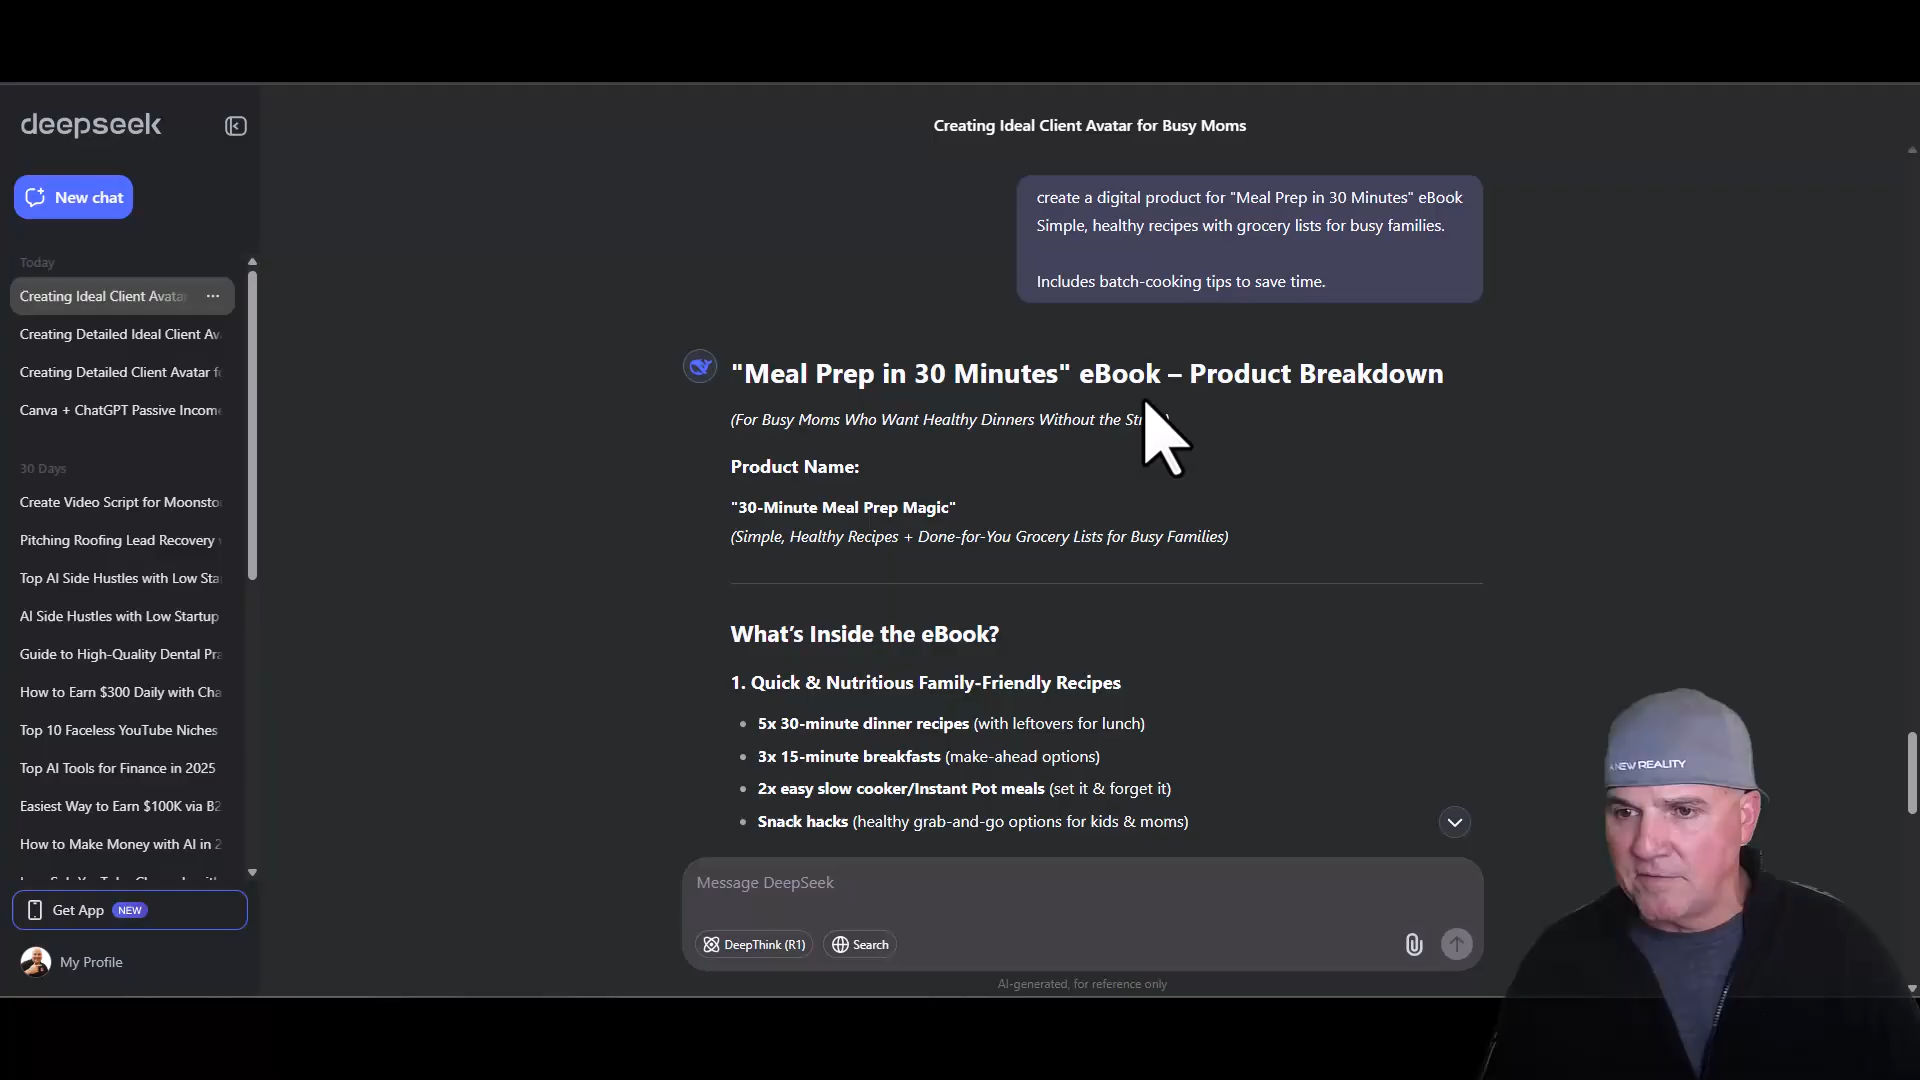 deepseek
New chat
Today
Creating Ideal Client Avata
Creating Detailed Ideal Client Av
Creating Detailed Client Avatar fo
Canva + ChatGPT Passive Income
30 Days
Create Video Script for Moonsto
Pitching Roofing Lead Recovery
Top AI Side Hustles with Low Sta
AI Side Hustles with Low Startup
Guide to High-Quality Dental Pra
How to Earn $300 Daily with Cha
Top 10 Faceless YouTube Niches
Top AI Tools for Finance in 2025
Easiest Way to Earn $100K via B2
How to Make Money with AI in 2
Get App NEW
My Profile
Creating Ideal Client Avatar for Busy Moms
create a digital product for "Meal Prep in 30 Minutes" eBook
Simple, healthy recipes with grocery lists for busy families.
Includes batch-cooking tips to save time.
"Meal Prep in 30 Minutes" eBook – Product Breakdown
(For Busy Moms Who Want Healthy Dinners Without the
Product Name:
"30-Minute Meal Prep Magic"
(Simple, Healthy Recipes + Done-for-You Grocery Lists for Busy Families)
What's Inside the eBook?
1. Quick & Nutritious Family-Friendly Recipes
• 5x 30-minute dinner recipes (with leftovers for lunch)
• 3x 15-minute breakfasts (make-ahead options)
• 2x easy slow cooker/Instant Pot meals (set it & forget it)
• Snack hacks (healthy grab-and-go options for kids & moms)
Message DeepSeek
DeepThink (R1) Search
AI-generated, for reference only
A NEW REALITY